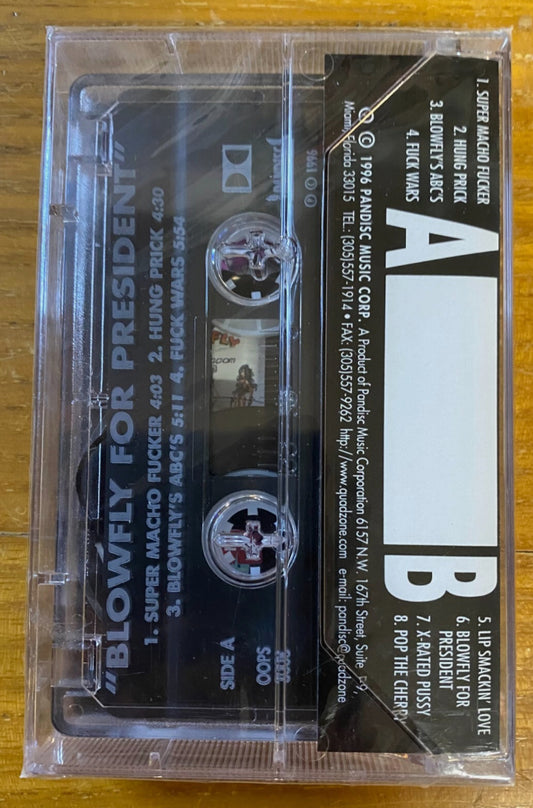 "BLOWFLY FOR PRESIDENT"
1. SUPER MACHO FUCKER 4:03 2. HUNG PRICK 4:30
3. BLOWFLY'S ABC'S 5:11 4. FUCK WARS 5:54
SIDE A
OOPS
℗ © 1996
1. SUPER MACHO FUCKER
2. HUNG PRICK
3. BLOWFLY'S ABC'S
4. FUCK WARS
A
B
5. LIP SMACKIN' LOVE
6. BLOWFLY FOR
PRESIDENT
7. X-RATED PUSSY
8. POP THE CHERRY
℗ © 1996 PANDISC MUSIC CORP. A Product of Pandisc Music Corporation 6157 N.W. 167th Street, Suite
Miami, Florida 33015 TEL: (305)557-1914 • FAX: (305)557-9262 http://www.quadzone.com e-mail: pandisc@quadzone